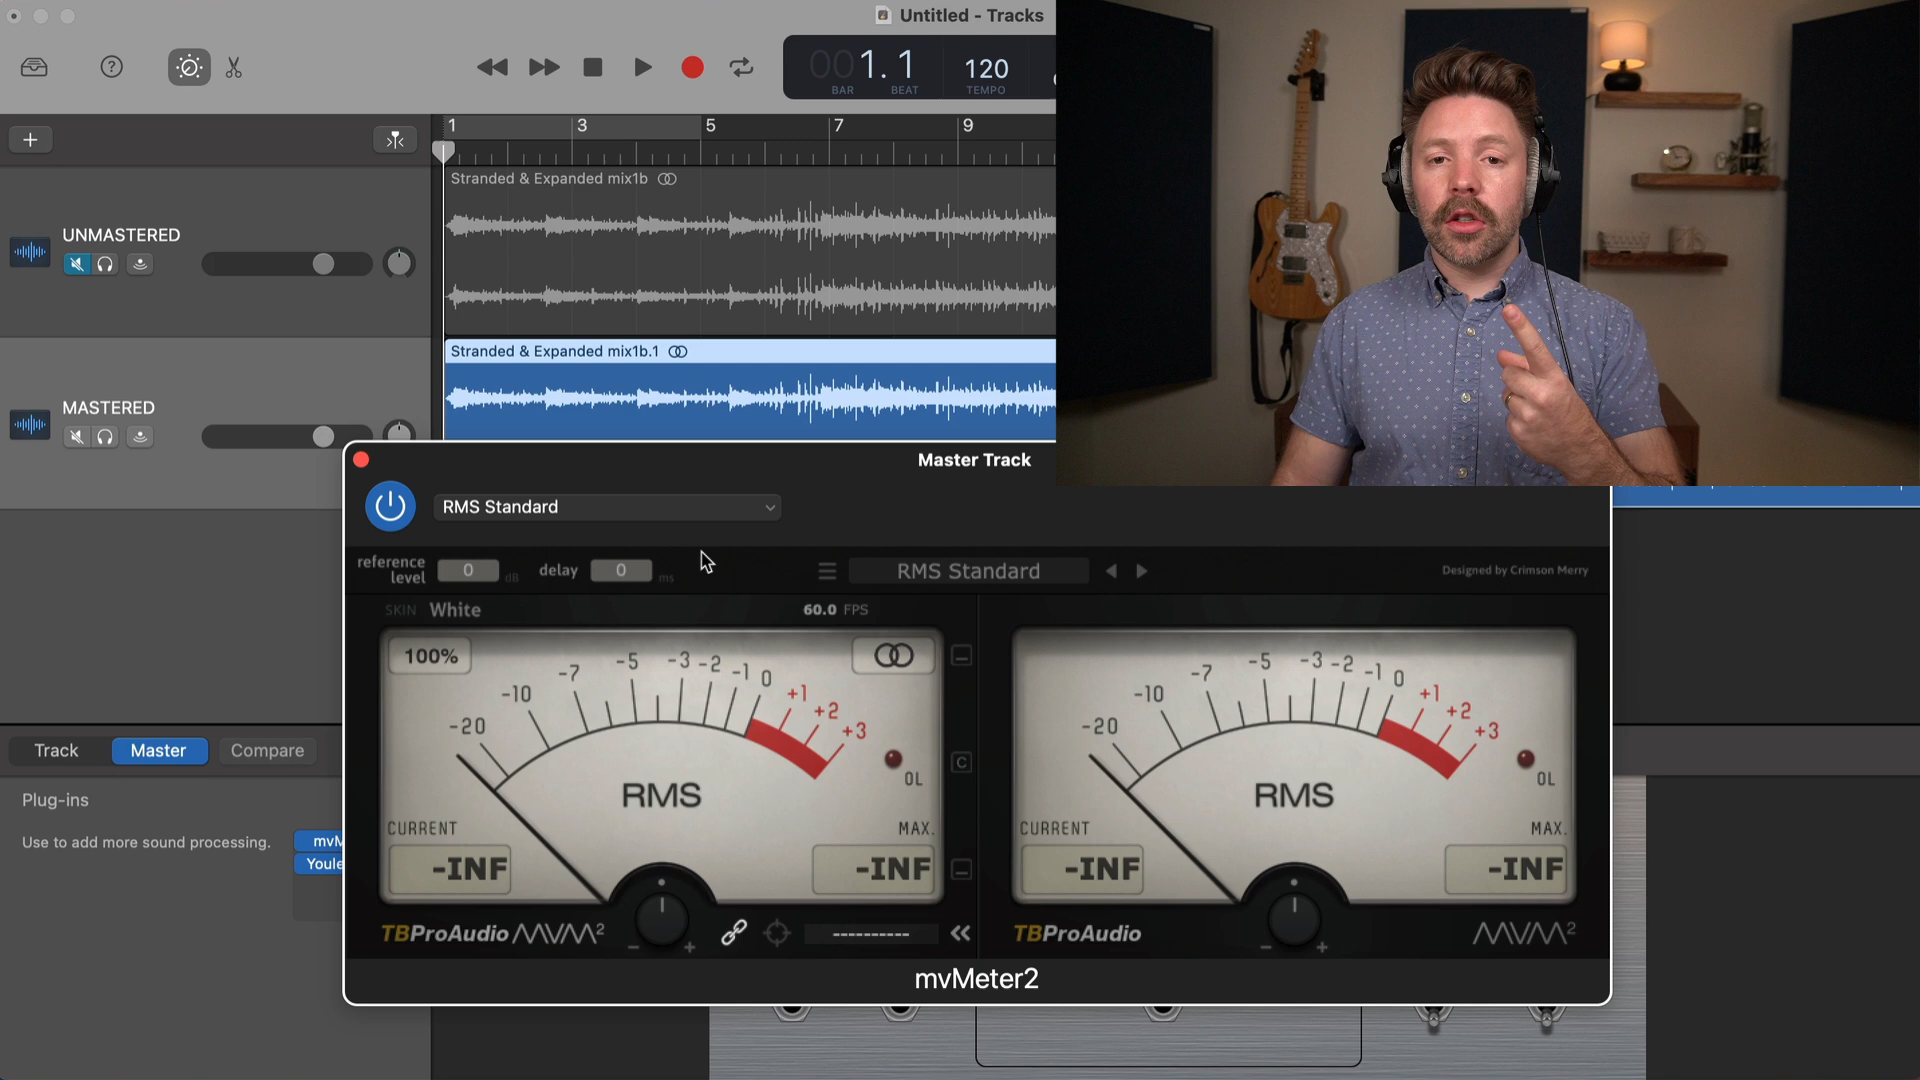 Untitled - Tracks
001. 1
BAR
BEAT
120
TEMPO
1
3
5
7
9
Stranded & Expanded mix1b
UNMASTERED
Stranded & Expanded mix1b.1
MASTERED
Master Track
RMS Standard
reference level
0
dB
delay
0
ms
RMS Standard
Designed by Crimson Merry
SKIN White
60.0 FPS
100%
-20
-10
-7
-5
-3
-2
-1
0
+1
+2
+3
OL
RMS
CURRENT
MAX.
-INF
-INF
C
TBProAudio MVM2
----------
-20
-10
-7
-5
-3
-2
-1
0
+1
+2
+3
OL
RMS
CURRENT
MAX.
-INF
-INF
TBProAudio
MVM2
mvMeter2
Track
Master
Compare
Plug-ins
Use to add more sound processing.
mvM
Youle